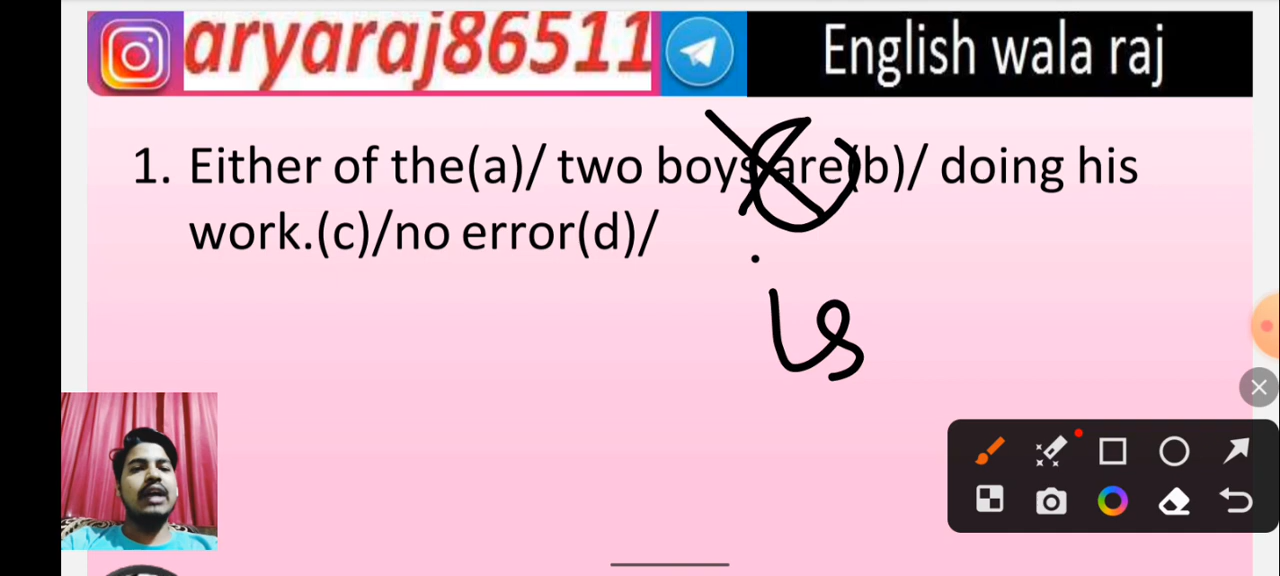 aryaraj86511 English wala raj
1. Either of the(a)/ two boys are(b)/ doing his
work.(c)/no error(d)/
is